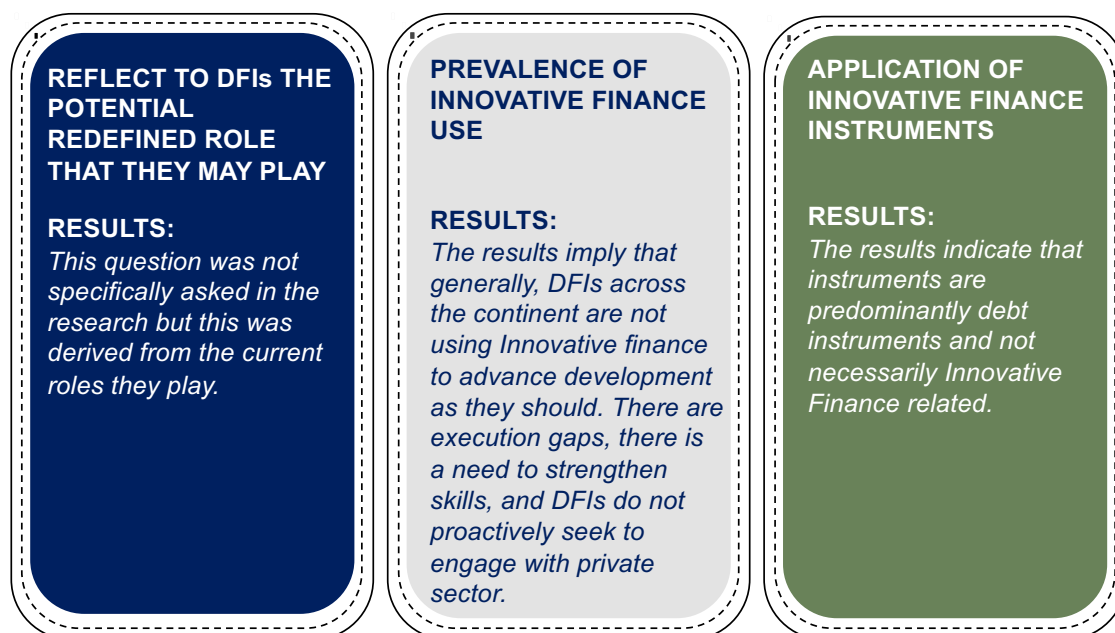 REFLECT TO DFIs THE
POTENTIAL
REDEFINED ROLE
THAT THEY MAY PLAY
RESULTS:
This question was not
specifically asked in the
research but this was
derived from the current
roles they play.
PREVALENCE OF
INNOVATIVE FINANCE
USE
RESULTS:
The results imply that
generally, DFIs across
the continent are not
using Innovative finance
to advance development
as they should. There are
execution gaps, there is
a need to strengthen
skills, and DFIs do not
proactively seek to
engage with private
sector.
APPLICATION OF
INNOVATIVE FINANCE
INSTRUMENTS
RESULTS:
The results indicate that
instruments are
predominantly debt
instruments and not
necessarily Innovative
Finance related.